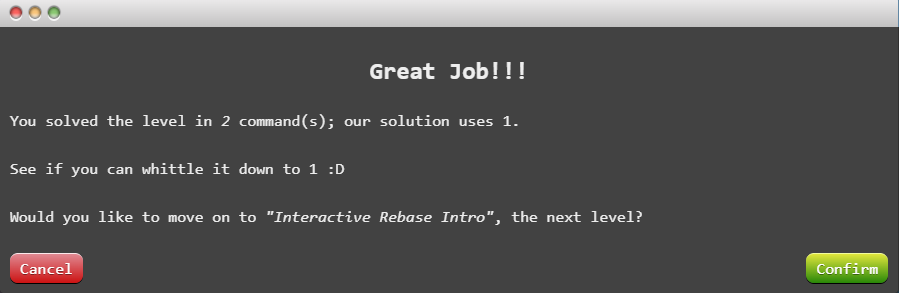 Great Job!!!
You solved the level in 2 command(s); our solution uses 1.
See if you can whittle it down to 1 :D
Would you like to move on to "Interactive Rebase Intro", the next level?
Cancel
Confirm